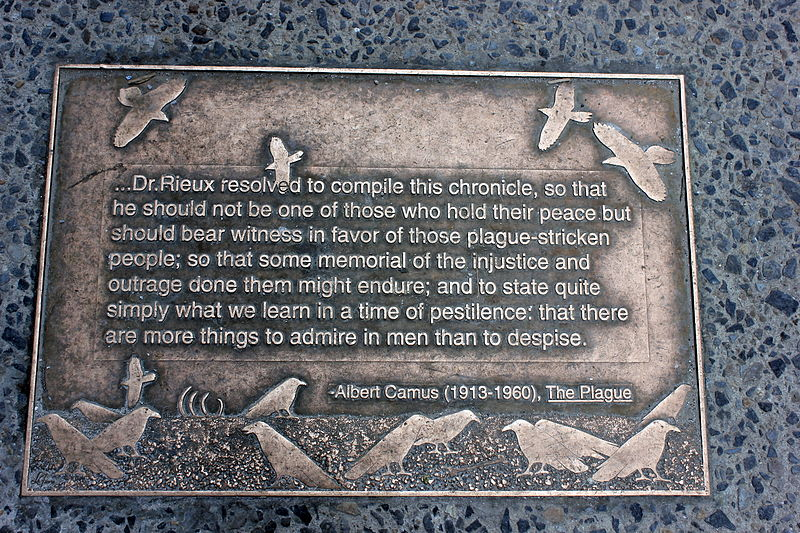 ...Dr.Rieux resolved to compile this chronicle, so that
he should not be one of those who hold their peace but
should bear witness in favor of those plague-stricken
people; so that some memorial of the injustice and
outrage done them might endure; and to state quite
simply what we learn in a time of pestilence: that there
are more things to admire in men than to despise.
-Albert Camus (1913-1960), The Plague